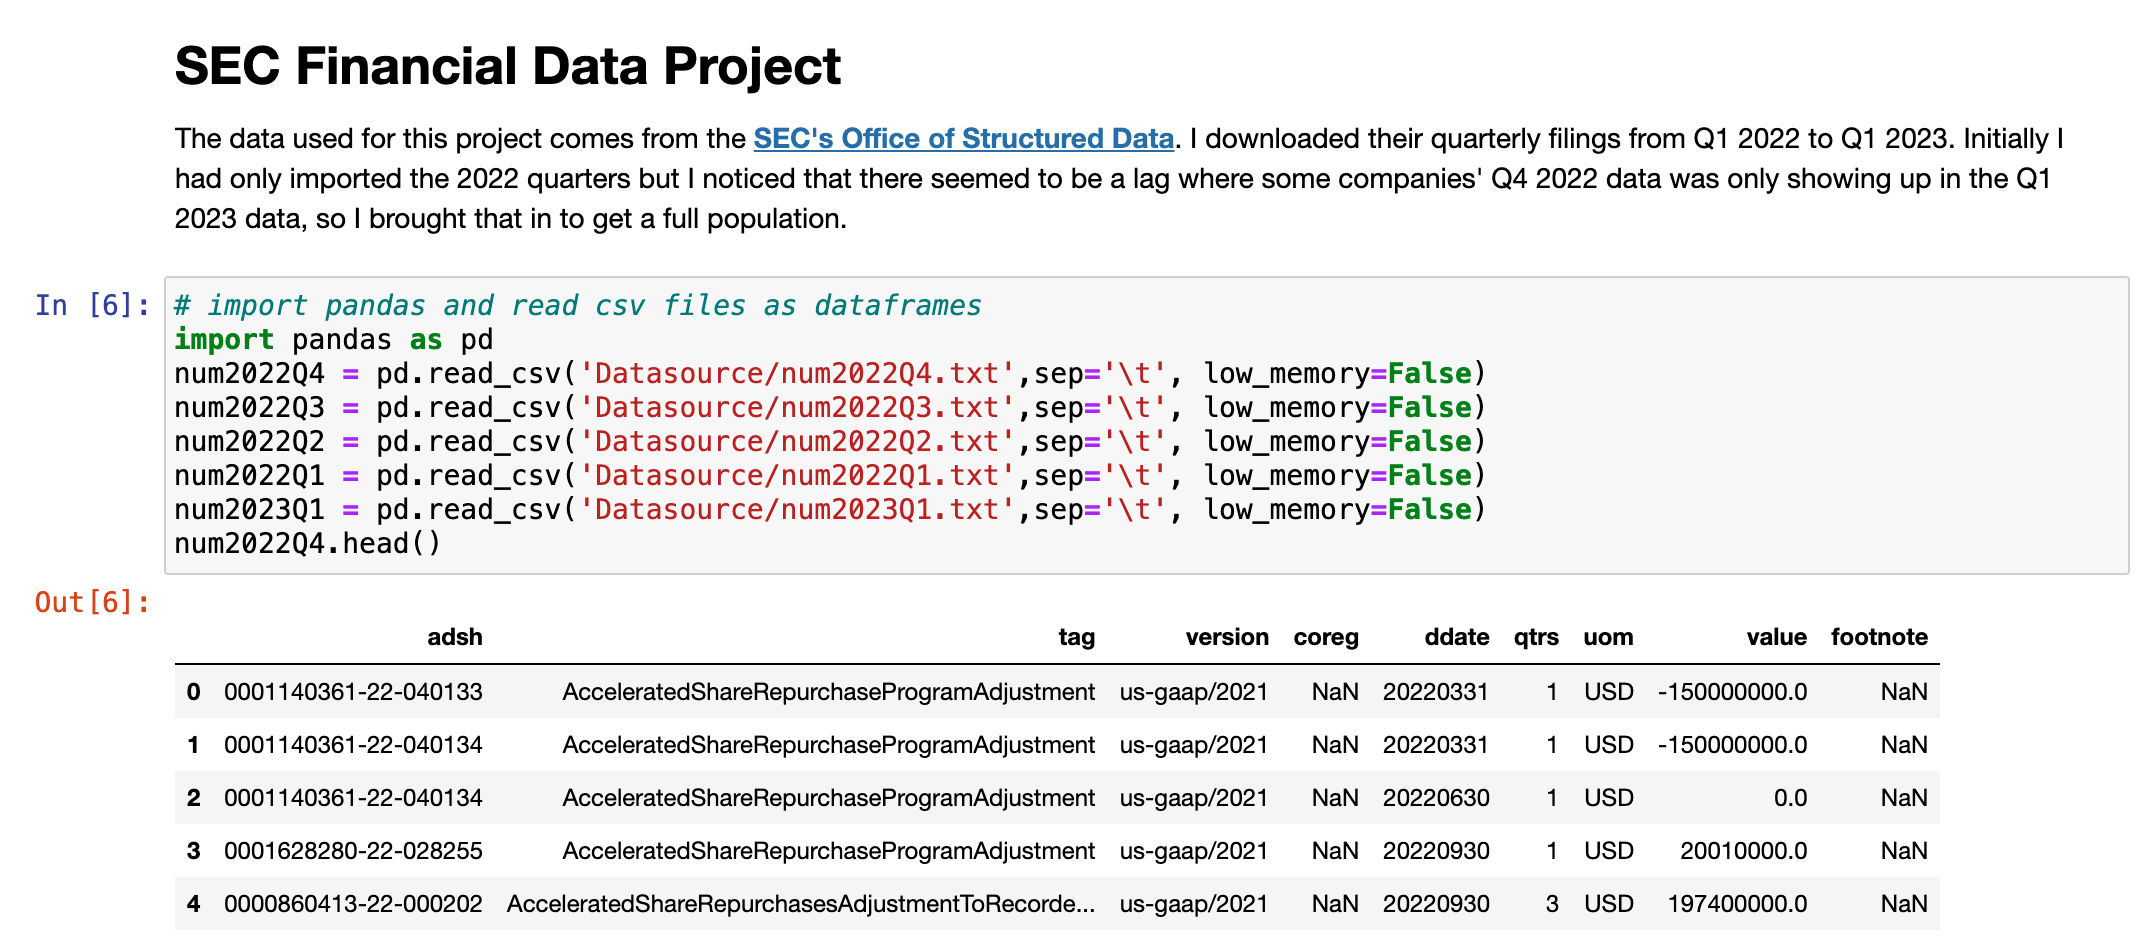 SEC Financial Data Project
The data used for this project comes from the SEC's Office of Structured Data. I downloaded their quarterly filings from Q1 2022 to Q1 2023. Initially I
had only imported the 2022 quarters but I noticed that there seemed to be a lag where some companies' Q4 2022 data was only showing up in the Q1
2023 data, so I brought that in to get a full population.
In [6]: # import pandas and read csv files as dataframes
import pandas as pd
num2022Q4 = pd.read_csv('Datasource/num2022Q4.txt',sep='\t', low_memory=False)
num2022Q3 = pd.read_csv('Datasource/num2022Q3.txt',sep='\t', low_memory=False)
num2022Q2 = pd.read_csv('Datasource/num2022Q2.txt',sep='\t', low_memory=False)
num2022Q1 = pd.read_csv('Datasource/num2022Q1.txt',sep='\t', low_memory=False)
num2023Q1 = pd.read_csv('Datasource/num2023Q1.txt',sep='\t', low_memory=False)
num2022Q4.head()
Out[6]:
adsh tag version coreg ddate qtrs uom value footnote
0 0001140361-22-040133 AcceleratedShareRepurchaseProgramAdjustment us-gaap/2021 NaN 20220331 1 USD -150000000.0 NaN
1 0001140361-22-040134 AcceleratedShareRepurchaseProgramAdjustment us-gaap/2021 NaN 20220331 1 USD -150000000.0 NaN
2 0001140361-22-040134 AcceleratedShareRepurchaseProgramAdjustment us-gaap/2021 NaN 20220630 1 USD 0.0 NaN
3 0001628280-22-028255 AcceleratedShareRepurchaseProgramAdjustment us-gaap/2021 NaN 20220930 1 USD 20010000.0 NaN
4 0000860413-22-000202 AcceleratedShareRepurchasesAdjustmentToRecorde... us-gaap/2021 NaN 20220930 3 USD 197400000.0 NaN